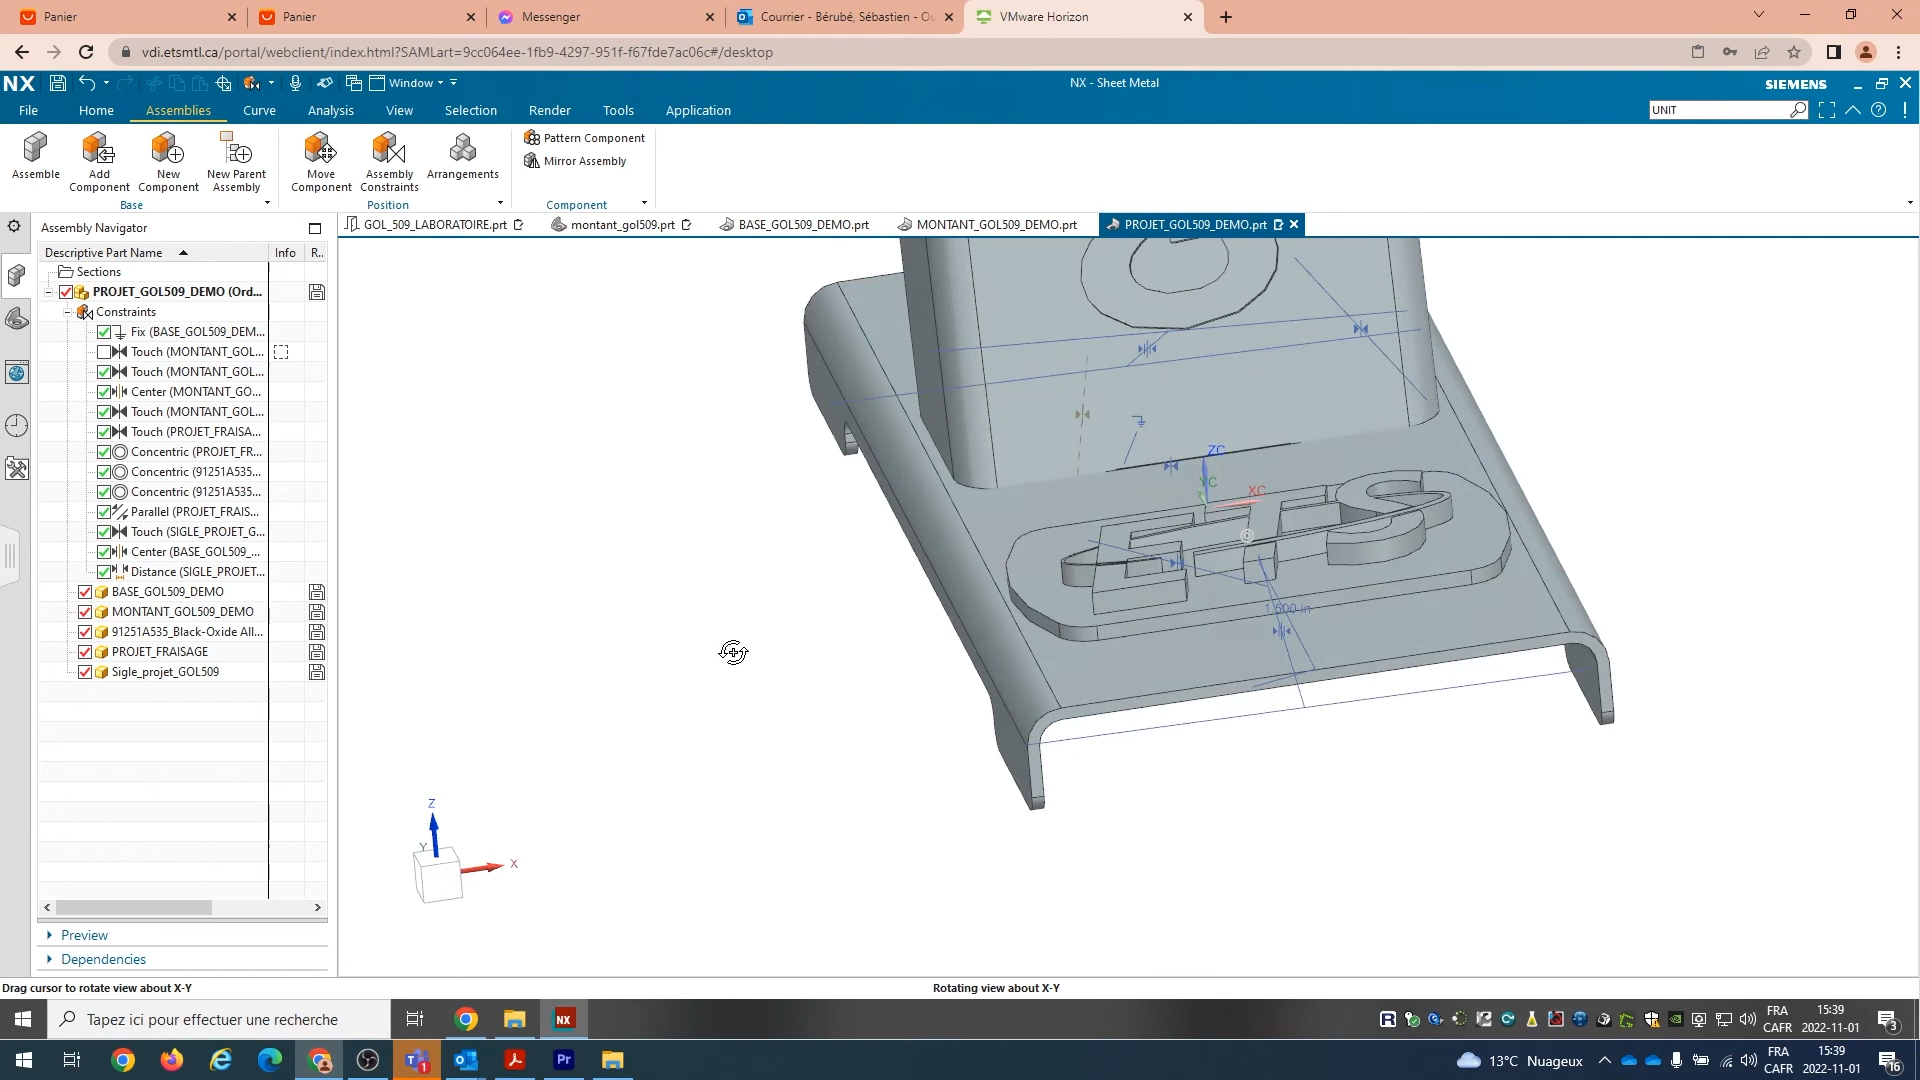 Panier
Panier
Messenger
Courrier - Bérubé, Sébastien - Ou
VMware Horizon
vdi.etsmtl.ca/portal/webclient/index.html?SAMLart=9cc064ee-1fb9-4297-951f-f67fde7ac06c#/desktop
NX
Window
NX - Sheet Metal
SIEMENS
File
Home
Assemblies
Curve
Analysis
View
Selection
Render
Tools
Application
UNIT
Assemble
Add Component
New Component
New Parent Assembly
Move Component
Assembly Constraints
Arrangements
Pattern Component
Mirror Assembly
Base
Position
Component
Assembly Navigator
GOL_509_LABORATOIRE.prt
montant_gol509.prt
BASE_GOL509_DEMO.prt
MONTANT_GOL509_DEMO.prt
PROJET_GOL509_DEMO.prt
Descriptive Part Name
Info
R..
Sections
PROJET_GOL509_DEMO (Ord...
Constraints
Fix (BASE_GOL509_DEM...
Touch (MONTANT_GOL...
Touch (MONTANT_GOL...
Center (MONTANT_GO...
Touch (MONTANT_GOL...
Touch (PROJET_FRAISA...
Concentric (PROJET_FR...
Concentric (91251A535...
Concentric (91251A535...
Parallel (PROJET_FRAIS...
Touch (SIGLE_PROJET_G...
Center (BASE_GOL509_...
Distance (SIGLE_PROJET...
BASE_GOL509_DEMO
MONTANT_GOL509_DEMO
91251A535_Black-Oxide All...
PROJET_FRAISAGE
Sigle_projet_GOL509
ZC
YC
XC
1.500 in
Z
Y
X
Preview
Dependencies
Drag cursor to rotate view about X-Y
Rotating view about X-Y
Tapez ici pour effectuer une recherche
NX
FRA
CAFR
15:39
2022-11-01
3
Pr
13°C Nuageux
FRA
CAFR
15:39
2022-11-01
16